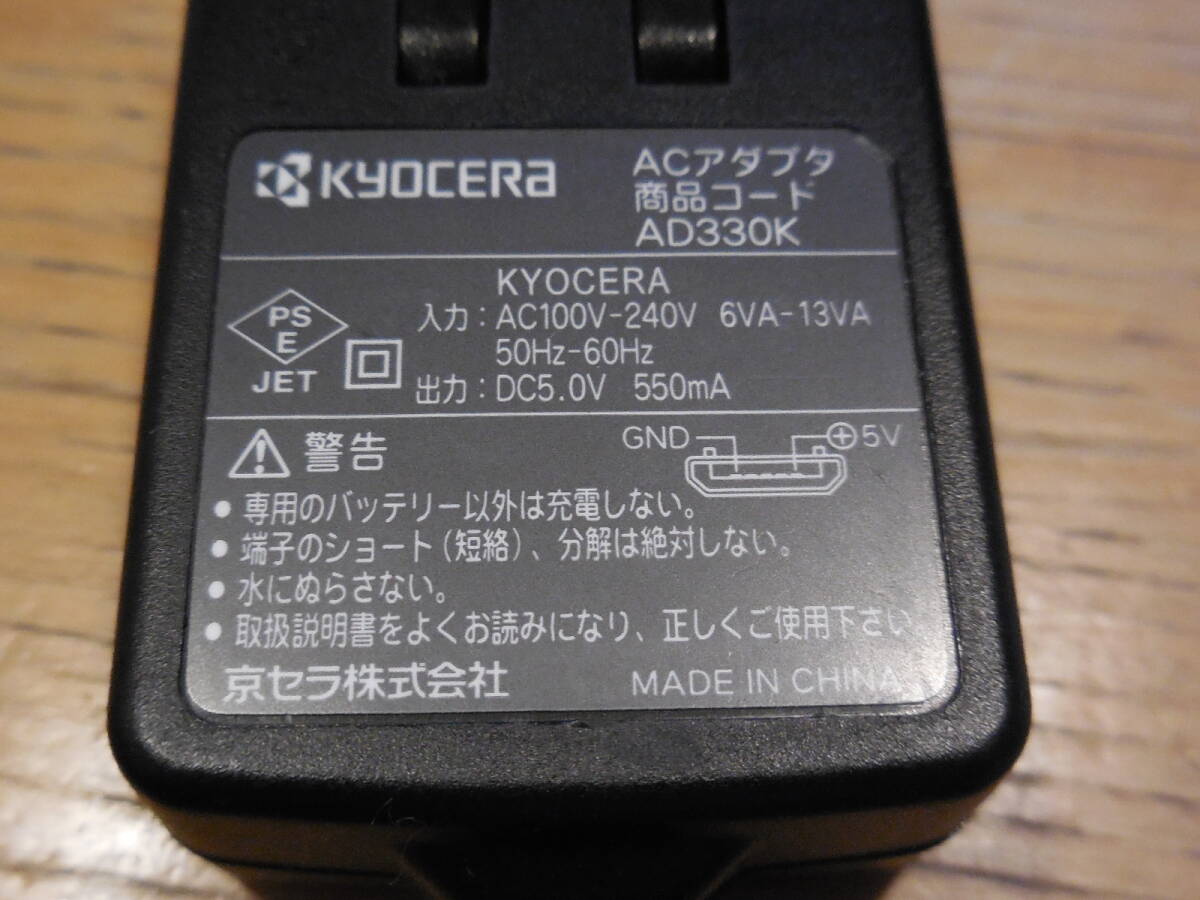 KYOCERA
ACアダプタ
商品コード
AD330K
KYOCERA
入力:AC100V-240V 6VA-13VA
50Hz-60Hz
出力:DC5.0V 550mA
PS
E
JET
警告
GND
5V
• 専用のバッテリー以外は充電しない。
• 端子のショート(短絡)、分解は絶対しない。
• 水にぬらさない。
• 取扱説明書をよくお読みになり、正しくご使用下さい
京セラ株式会社
MADE IN CHINA